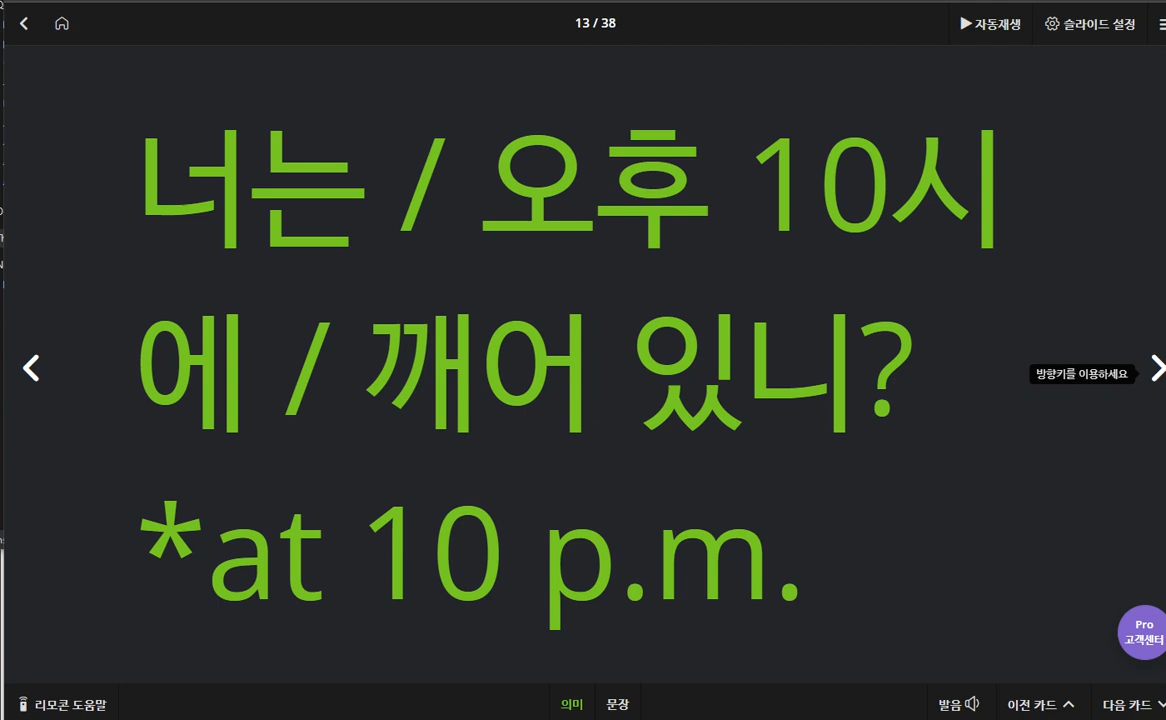 13 / 38
▶ 자동재생
슬라이드 설정
너는 / 오후 10시
에 / 깨어 있니?
*at 10 p.m.
방향키를 이용하세요
Pro
고객센터
리모콘 도움말
의미
문장
발음
이전 카드
다음 카드